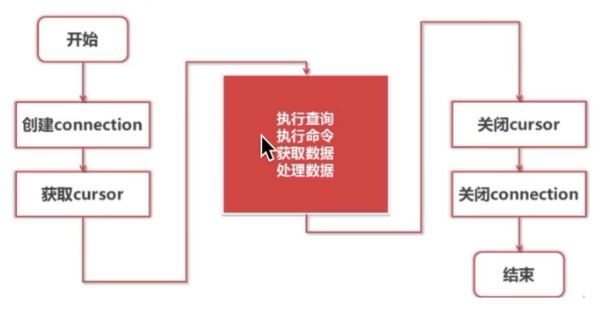 开始
创建connection
获取cursor
执行查询
执行命令
获取数据
处理数据
关闭cursor
关闭connection
结束